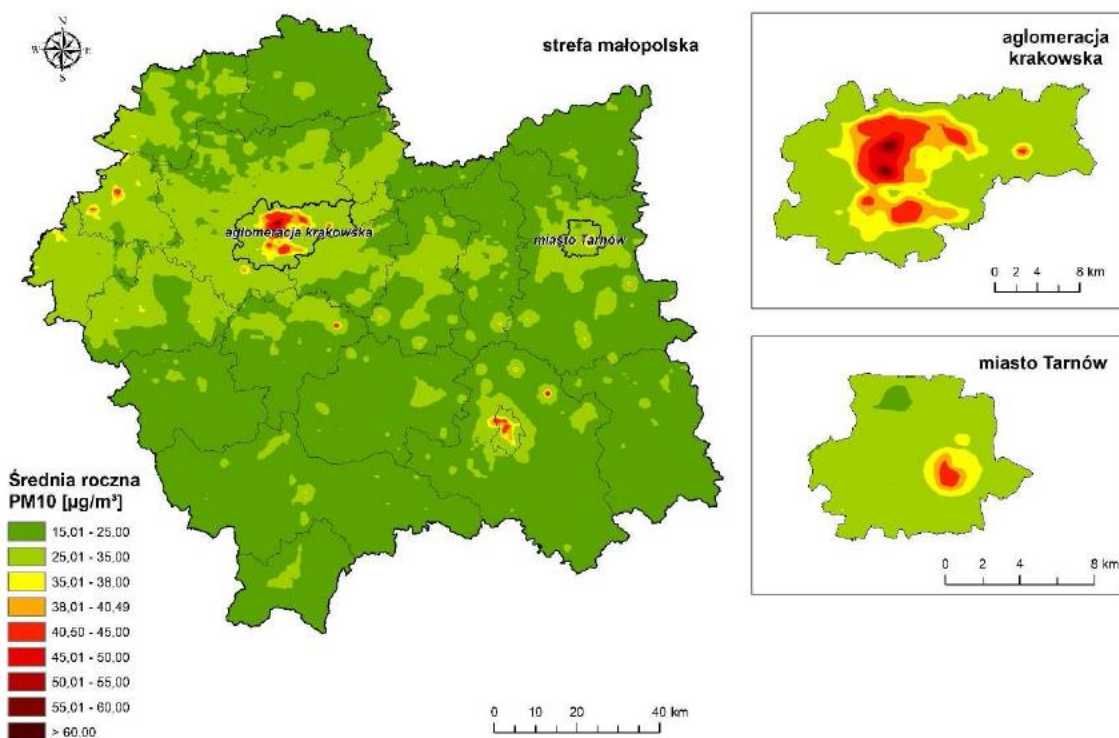 N
W
E
S
strefa małopolska
aglomeracja krakowska
miasto Tarnów
Średnia roczna
PM10 [µg/m³]
15,01 - 25,00
25,01 - 35,00
35,01 - 38,00
38,01 - 40,49
40,50 - 45,00
45,01 - 50,00
50,01 - 55,00
55,01 - 60,00
> 60,00
0 10 20 40 km
aglomeracja
krakowska
0 2 4 8 km
miasto Tarnów
0 2 4 8 km